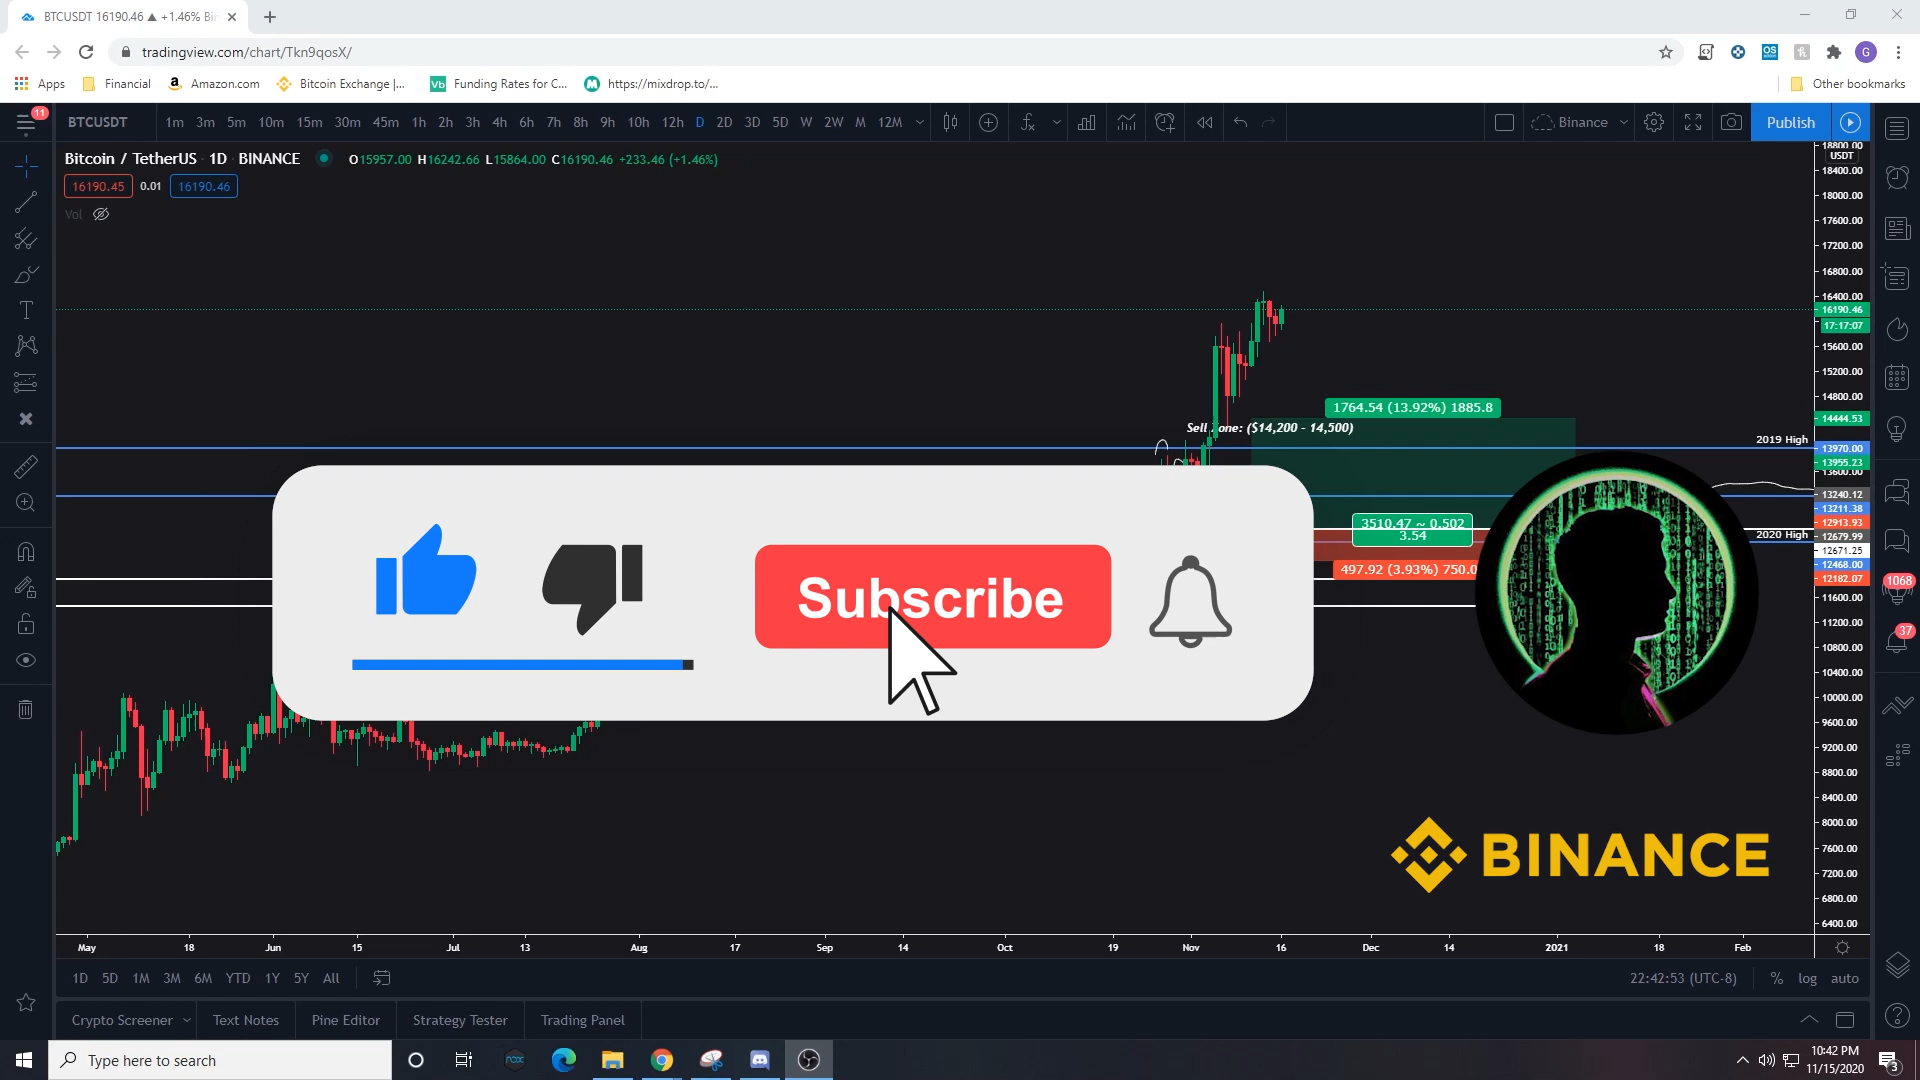 BTCUSDT 16190.46 ▲ +1.46% Bin
tradingview.com/chart/Tkn9qosX/
Apps Financial Amazon.com Bitcoin Exchange |... Funding Rates for C... https://mixdrop.to/... Other bookmarks
11 BTCUSDT 1m 3m 5m 10m 15m 30m 45m 1h 2h 3h 4h 6h 7h 8h 9h 10h 12h D 2D 3D 5D W 2W M 12M Binance Publish
Bitcoin / TetherUS 1D BINANCE O15957.00 H16242.66 L15864.00 C16190.46 +233.46 (+1.46%)
16190.45 0.01 16190.46
Vol
18800.00
USDT
18400.00
18000.00
17600.00
17200.00
16800.00
16400.00
16190.46
17:17:07
15600.00
15200.00
14800.00
1764.54 (13.92%) 1885.8
14444.53
Sell Zone: ($14,200 - 14,500)
2019 High
13970.00
13955.23
13600.00
13240.12
13211.38
3510.47 ~ 0.502
12913.93
3.54
2020 High 12679.99
12671.25
497.92 (3.93%) 750.0
12468.00
12182.07
1068
11600.00
11200.00
37
10800.00
10400.00
10000.00
9600.00
9200.00
8800.00
8400.00
8000.00
7600.00
7200.00
6800.00
6400.00
Subscribe
BINANCE
May 18 Jun 15 Jul 13 Aug 17 Sep 14 Oct 19 Nov 16 Dec 14 2021 18 Feb
1D 5D 1M 3M 6M YTD 1Y 5Y All 22:42:53 (UTC-8) % log auto
Crypto Screener Text Notes Pine Editor Strategy Tester Trading Panel
Type here to search
nox
10:42 PM
11/15/2020
3